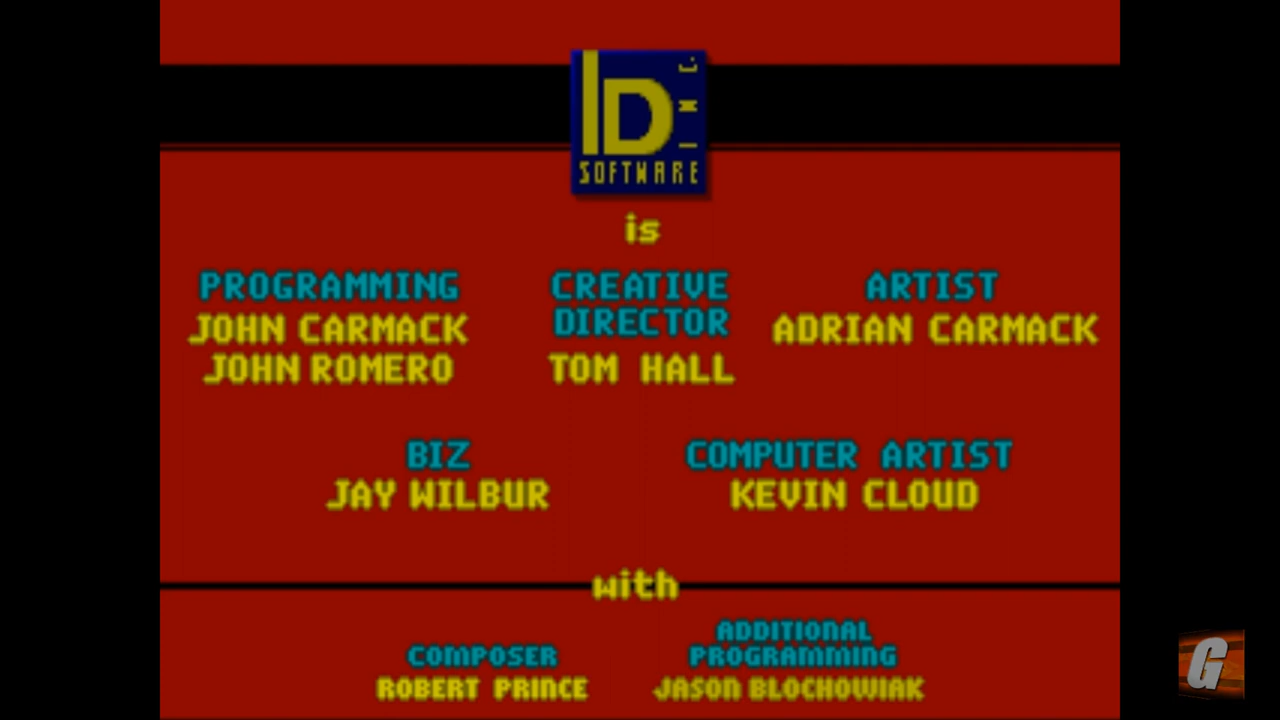 ID
INC.
SOFTWARE
is
PROGRAMMING
JOHN CARMACK
JOHN ROMERO
CREATIVE
DIRECTOR
TOM HALL
ARTIST
ADRIAN CARMACK
BIZ
JAY WILBUR
COMPUTER ARTIST
KEVIN CLOUD
with
COMPOSER
ROBERT PRINCE
ADDITIONAL
PROGRAMMING
JASON BLOCHOWIAK
G